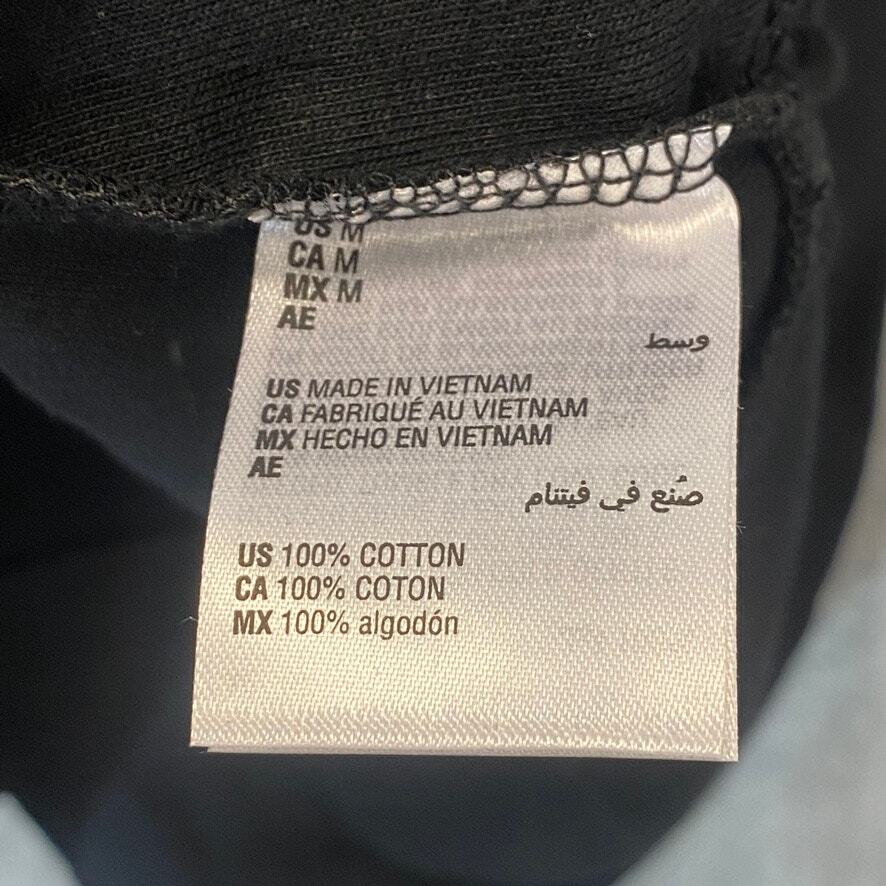 US M
CA M
MX M
AE
وسط
US MADE IN VIETNAM
CA FABRIQUÉ AU VIETNAM
MX HECHO EN VIETNAM
AE
صُنع في فيتنام
US 100% COTTON
CA 100% COTON
MX 100% algodón